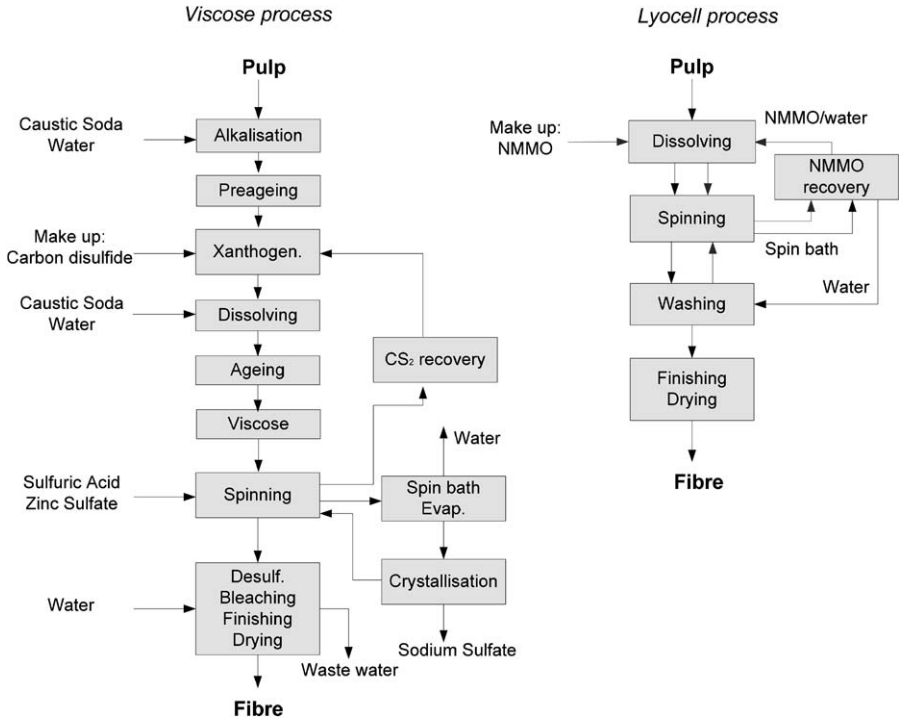 Viscose process
Pulp
Caustic Soda
Water
Alkalisation
Preageing
Make up:
Carbon disulfide
Xanthogen.
Caustic Soda
Water
Dissolving
Ageing
CS₂ recovery
Viscose
Water
Sulfuric Acid
Zinc Sulfate
Spinning
Spin bath
Evap.
Crystallisation
Water
Desulf.
Bleaching
Finishing
Drying
Waste water
Sodium Sulfate
Fibre
Lyocell process
Pulp
Make up:
NMMO
Dissolving
NMMO/water
NMMO
recovery
Spinning
Spin bath
Water
Washing
Finishing
Drying
Fibre